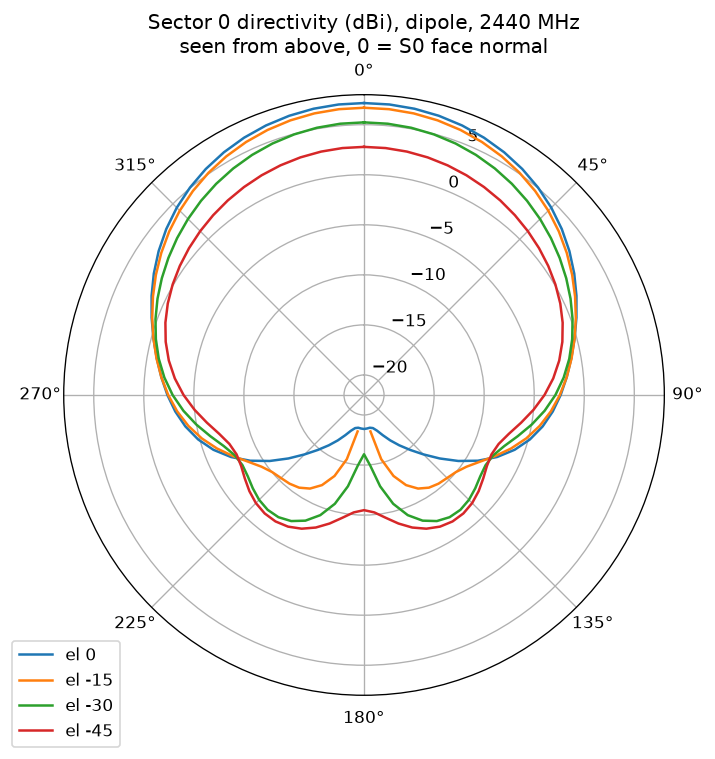 Sector 0 directivity (dBi), dipole, 2440 MHz
seen from above, 0 = S0 face normal
0°
315°
5
45°
0
−5
−10
−15
−20
270°
90°
225°
135°
180°
el 0
el -15
el -30
el -45